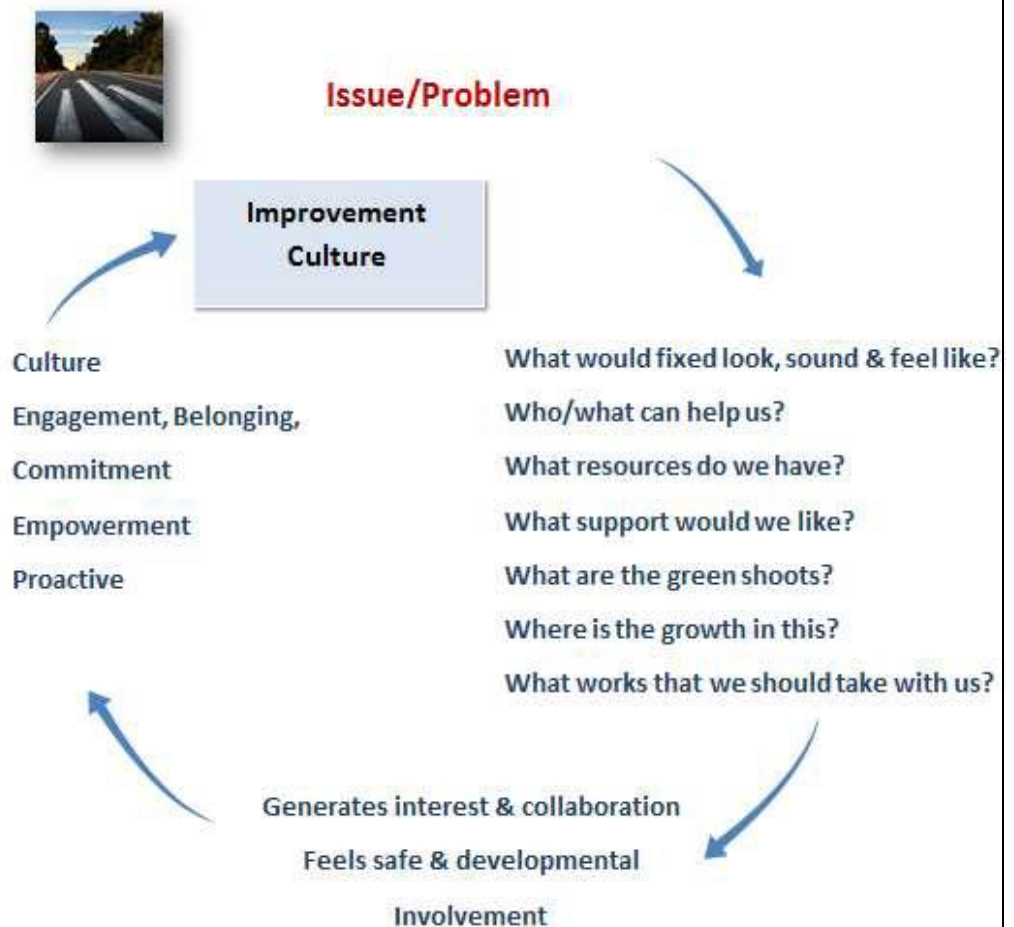 Issue/Problem
Improvement
Culture
What would fixed look, sound & feel like?
Who/what can help us?
What resources do we have?
What support would we like?
What are the green shoots?
Where is the growth in this?
What works that we should take with us?
Generates interest & collaboration
Feels safe & developmental
Involvement
Culture
Engagement, Belonging,
Commitment
Empowerment
Proactive